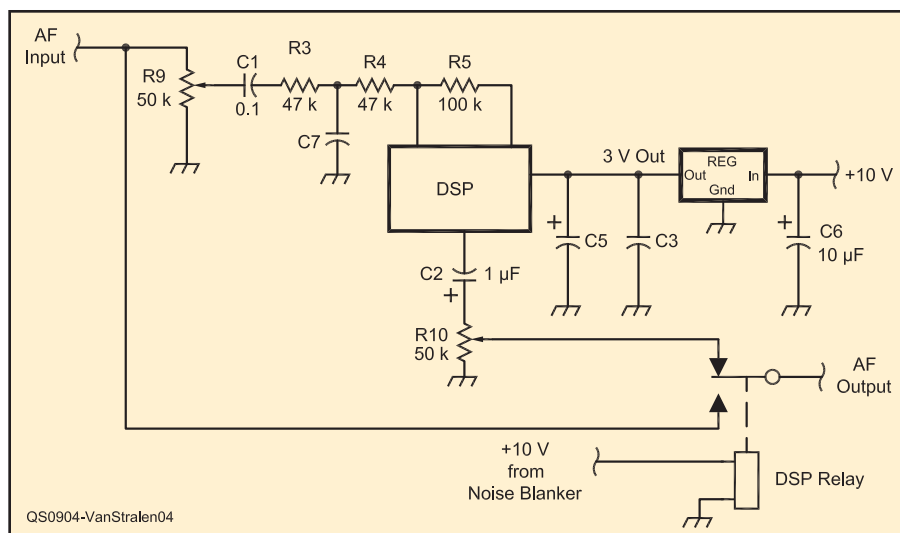 AF
Input
R9
50 k
C1
0.1
R3
47 k
C7
R4
47 k
R5
100 k
DSP
3 V Out
REG
Out
In
Gnd
+10 V
+
C5
C3
+
C6
10 µF
C2
1 µF
+
R10
50 k
AF
Output
+10 V
from
Noise Blanker
DSP Relay
QS0904-VanStralen04